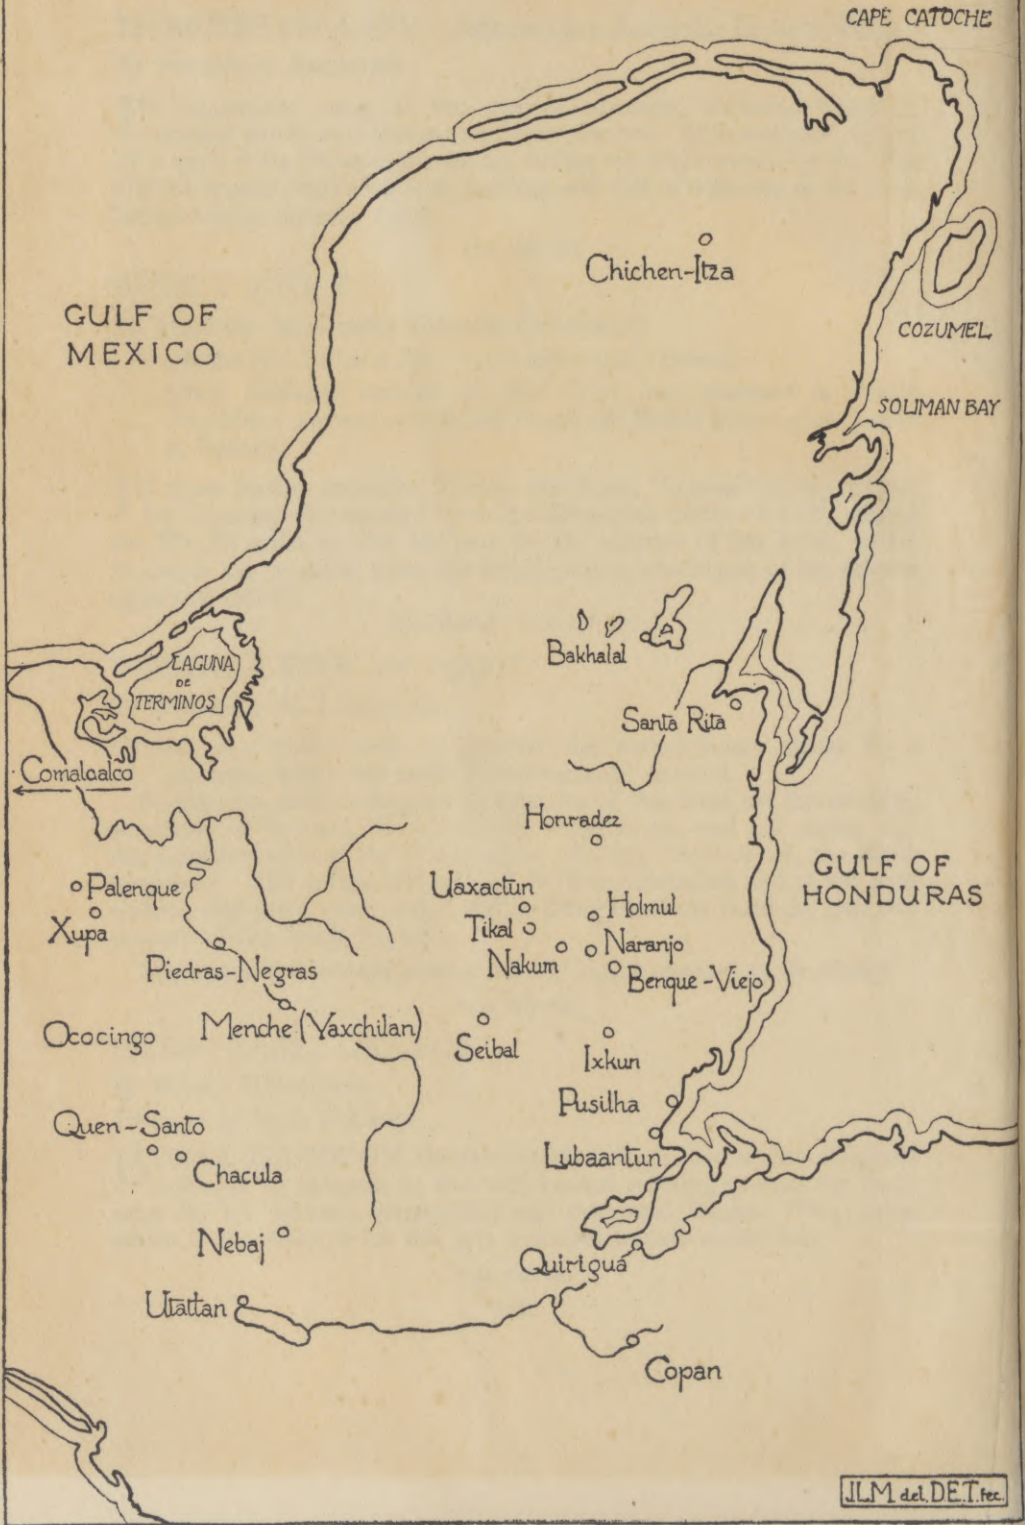 CAPE CATOCHE
Chichen-Itza
GULF OF
MEXICO
COZUMEL
SOLIMAN BAY
Bakhalal
LAGUNA
DE
TERMINOS
Santa Rita
Comalcalco
Honradez
GULF OF
HONDURAS
Palenque
Uaxactun
Holmul
Xupa
Tikal
Naranjo
Nakum
Piedras-Negras
Benque-Viejo
Ococingo
Menche (Yaxchilan)
Seibal
Ixkun
Pusilha
Quen-Santo
Lubaantun
Chacula
Nebaj
Quirigua
Utattan
Copan
JLM del. DE.T. fec.